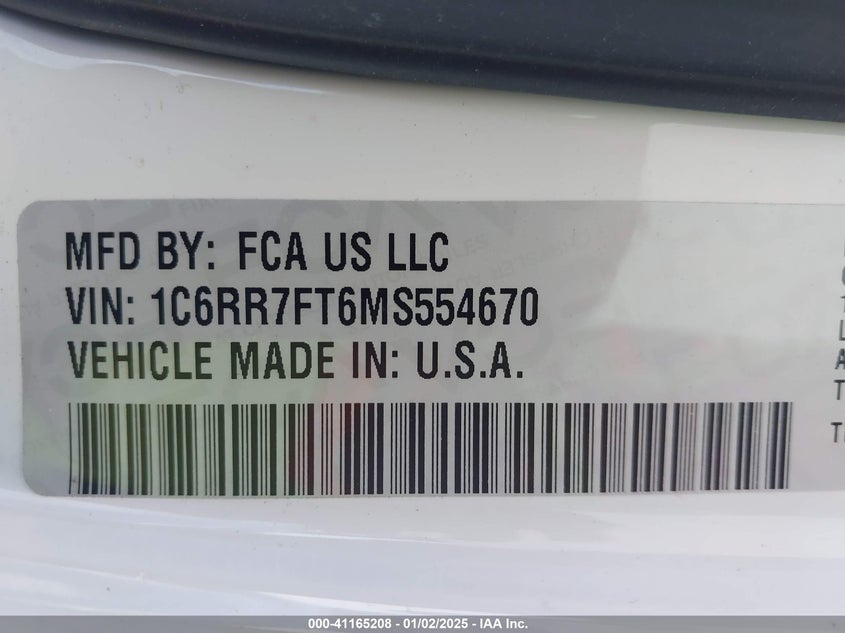 MFD BY: FCA US LLC
VIN: 1C6RR7FT6MS554670
VEHICLE MADE IN: U.S.A.
000-41165208 - 01/02/2025 - IAA Inc.